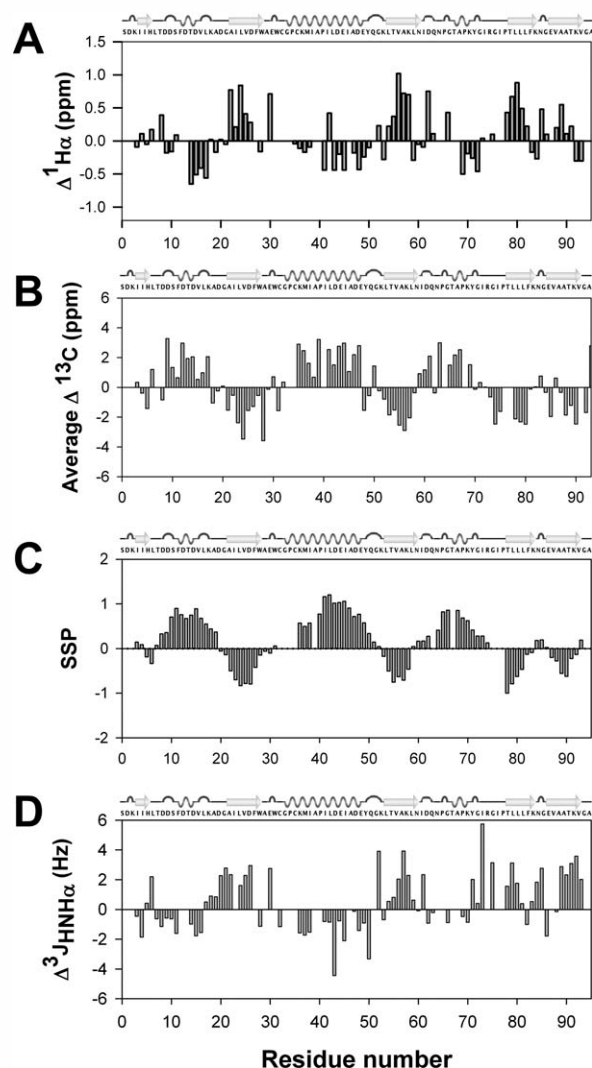 SDKIIHLTDDSFDTDVLKADGAILVDFWAEWCGPCKMIAPILDEIADEYQGKLTVAKLNIDQNPGTAPKYGIRGIPTLLLFKNGEVAATKVGA
A
Δ ¹Hα (ppm)
1.5
1.0
0.5
0.0
-0.5
-1.0
0 10 20 30 40 50 60 70 80 90
SDKIIHLTDDSFDTDVLKADGAILVDFWAEWCGPCKMIAPILDEIADEYQGKLTVAKLNIDQNPGTAPKYGIRGIPTLLLFKNGEVAATKVGA
B
Average Δ ¹³C (ppm)
6
4
2
0
-2
-4
-6
0 10 20 30 40 50 60 70 80 90
SDKIIHLTDDSFDTDVLKADGAILVDFWAEWCGPCKMIAPILDEIADEYQGKLTVAKLNIDQNPGTAPKYGIRGIPTLLLFKNGEVAATKVGA
C
SSP
2
1
0
-1
-2
0 10 20 30 40 50 60 70 80 90
SDKIIHLTDDSFDTDVLKADGAILVDFWAEWCGPCKMIAPILDEIADEYQGKLTVAKLNIDQNPGTAPKYGIRGIPTLLLFKNGEVAATKVGA
D
Δ³JHNHα (Hz)
6
4
2
0
-2
-4
-6
0 10 20 30 40 50 60 70 80 90
Residue number